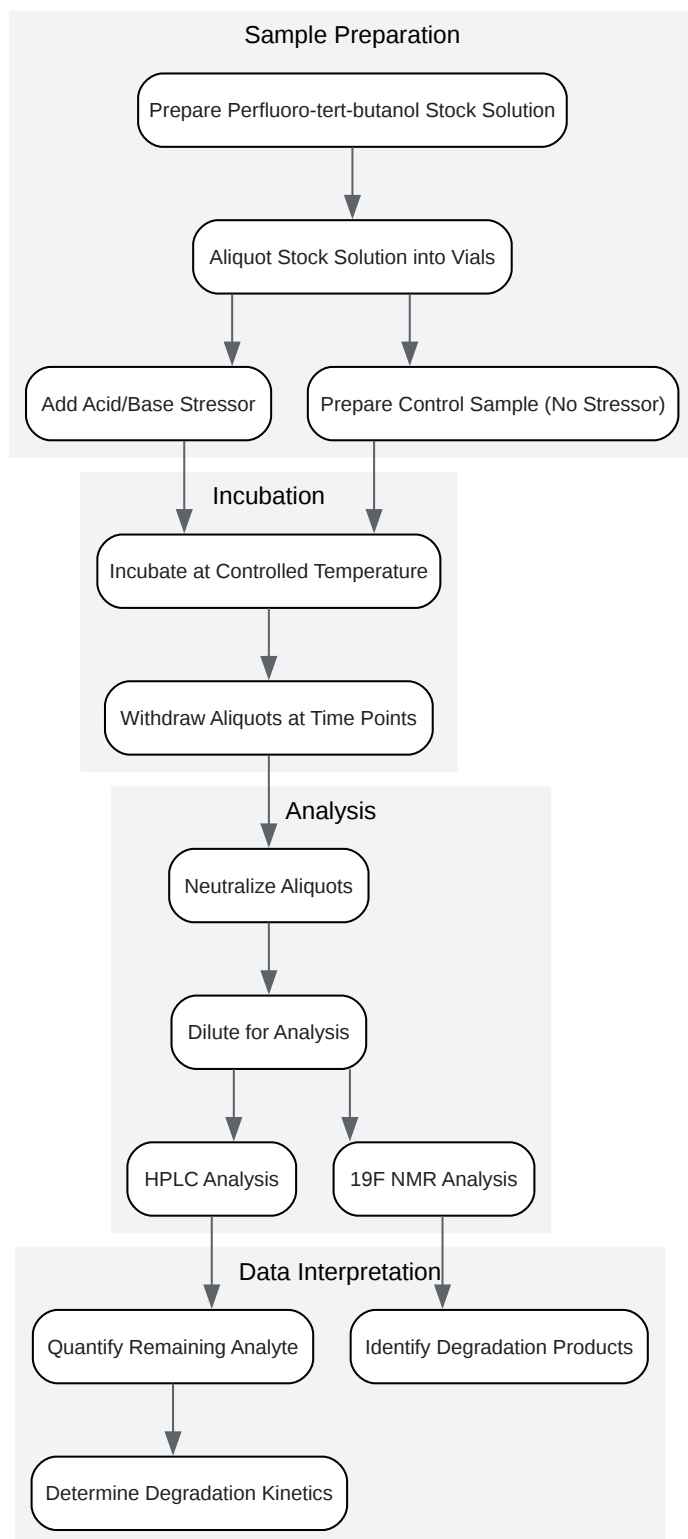 Sample Preparation
Prepare Perfluoro-tert-butanol Stock Solution
Aliquot Stock Solution into Vials
Add Acid/Base Stressor
Prepare Control Sample (No Stressor)
Incubation
Incubate at Controlled Temperature
Withdraw Aliquots at Time Points
Analysis
Neutralize Aliquots
Dilute for Analysis
HPLC Analysis
19F NMR Analysis
Data Interpretation
Quantify Remaining Analyte
Identify Degradation Products
Determine Degradation Kinetics